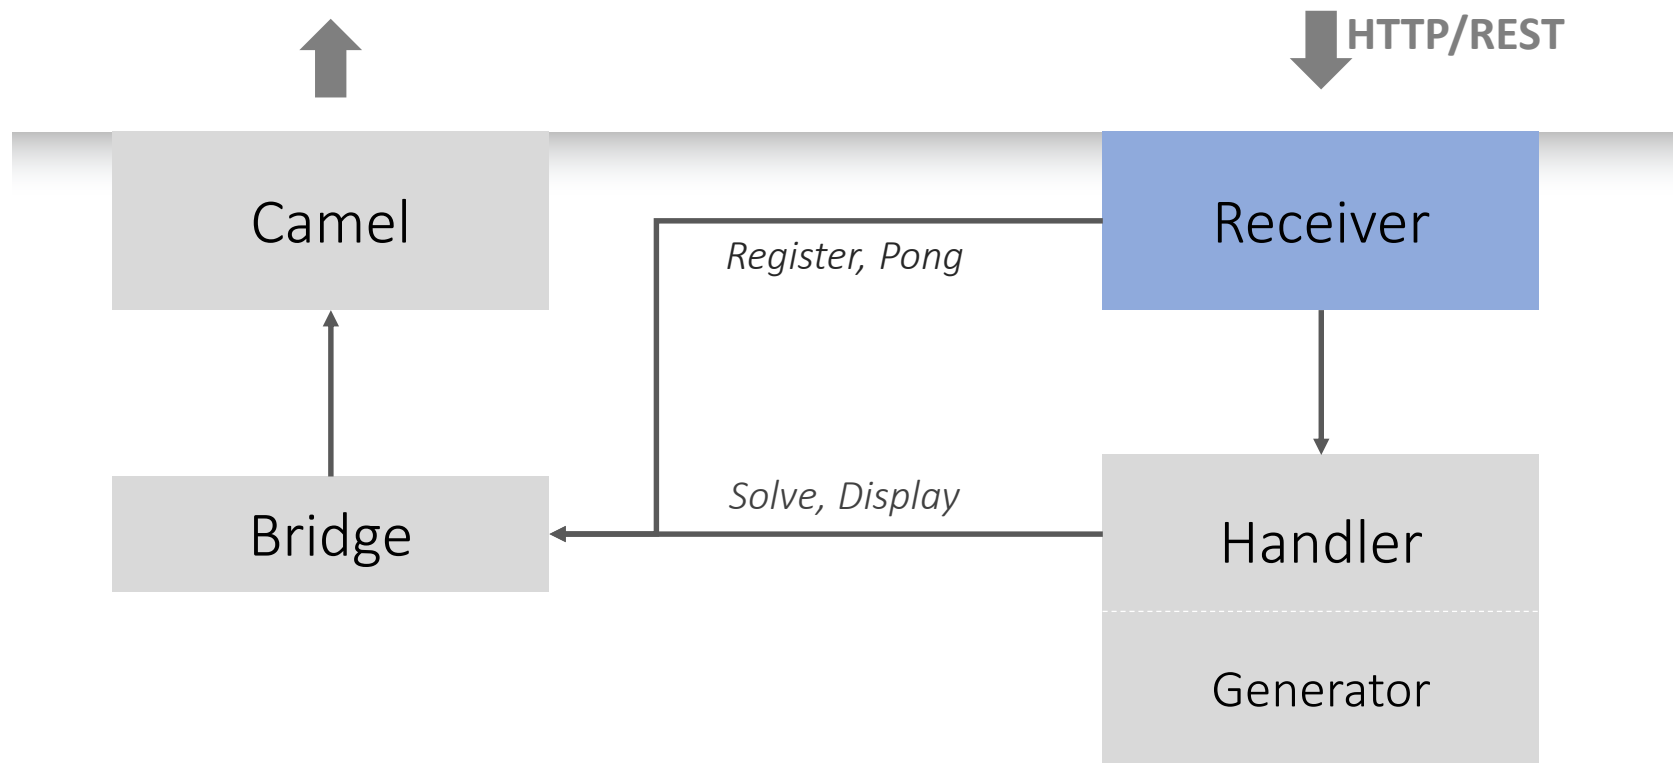 HTTP/REST
Camel
Receiver
Register, Pong
Solve, Display
Bridge
Handler
Generator